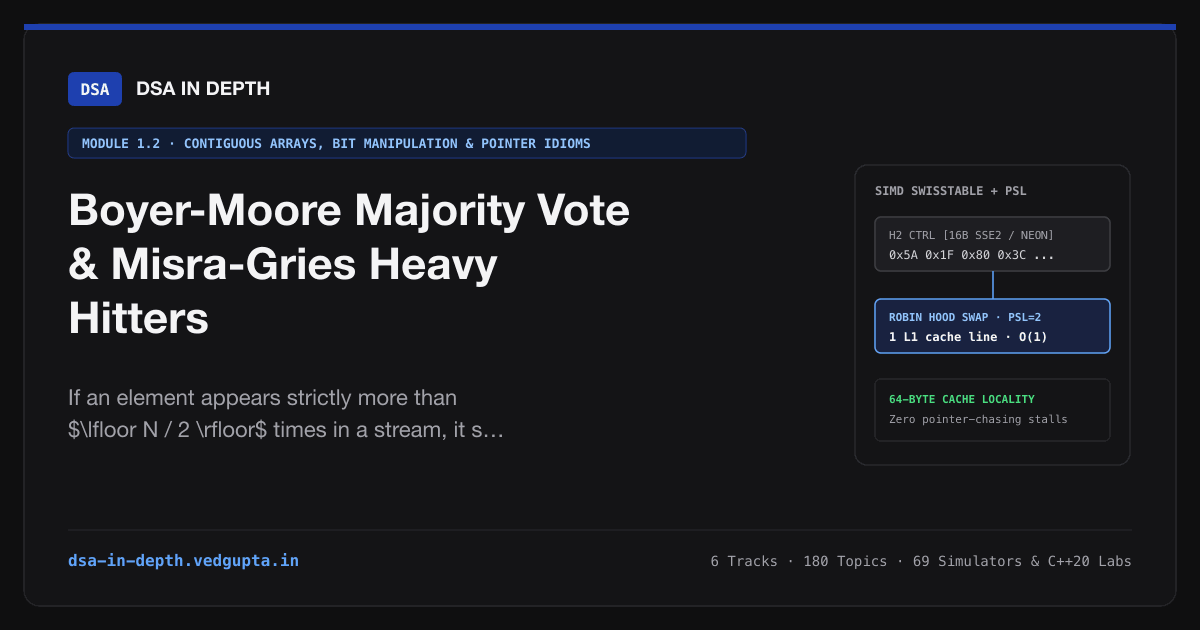 DSA
DSA IN DEPTH
MODULE 1.2 · CONTIGUOUS ARRAYS, BIT MANIPULATION & POINTER IDIOMS
Boyer-Moore Majority Vote
& Misra-Gries Heavy
Hitters
If an element appears strictly more than
$\lfloor N / 2 \rfloor$ times in a stream, it s…
SIMD SWISSTABLE + PSL
H2 CTRL [16B SSE2 / NEON]
0x5A 0x1F 0x80 0x3C ...
ROBIN HOOD SWAP · PSL=2
1 L1 cache line · O(1)
64-BYTE CACHE LOCALITY
Zero pointer-chasing stalls
dsa-in-depth.vedgupta.in
6 Tracks · 180 Topics · 69 Simulators & C++20 Labs